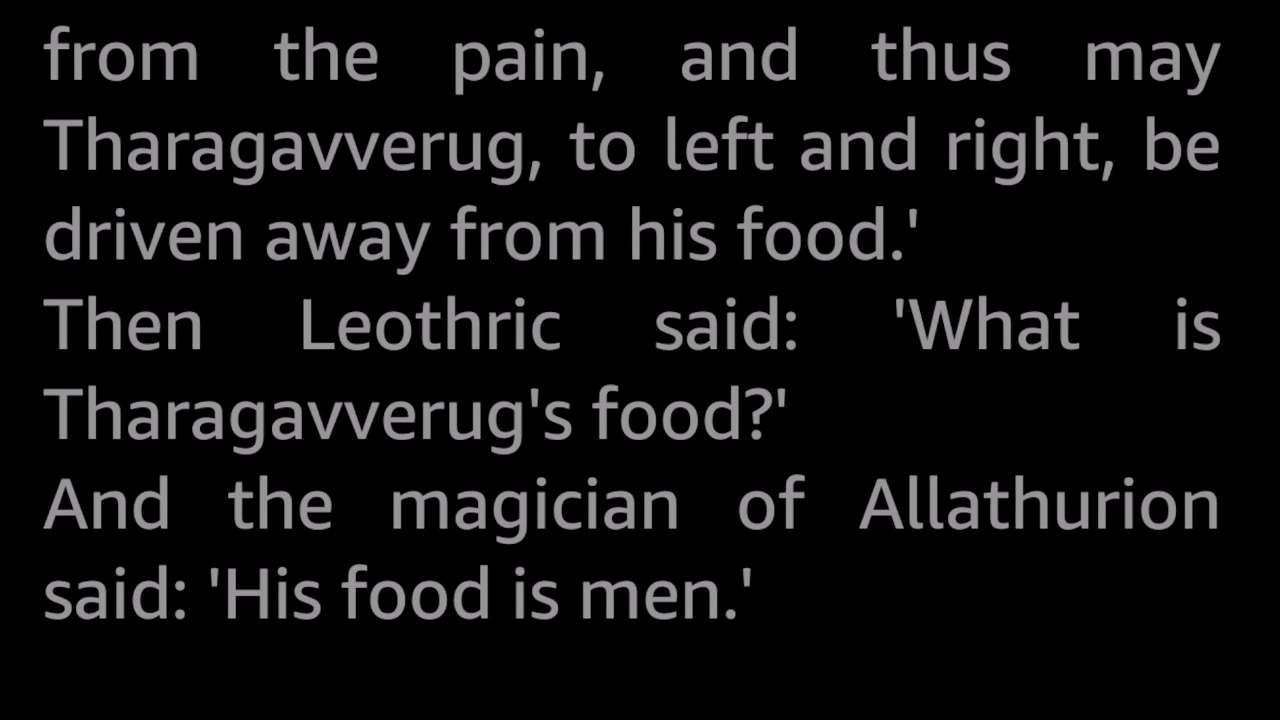 from the pain, and thus may
Tharagavverug, to left and right, be
driven away from his food.'
Then Leothric said: 'What is
Tharagavverug's food?'
And the magician of Allathurion
said: 'His food is men.'